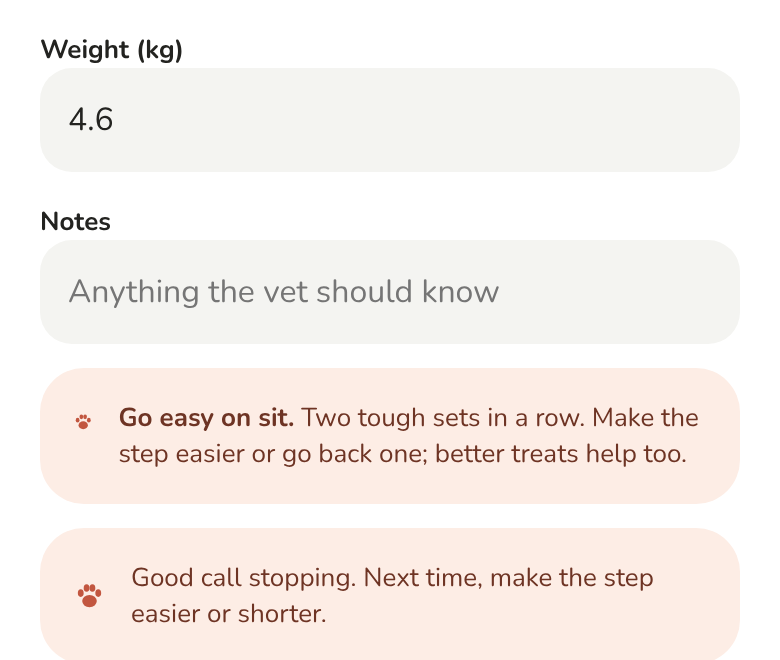 Weight (kg)
4.6
Notes
Anything the vet should know
Go easy on sit. Two tough sets in a row. Make the
step easier or go back one; better treats help too.
Good call stopping. Next time, make the step
easier or shorter.